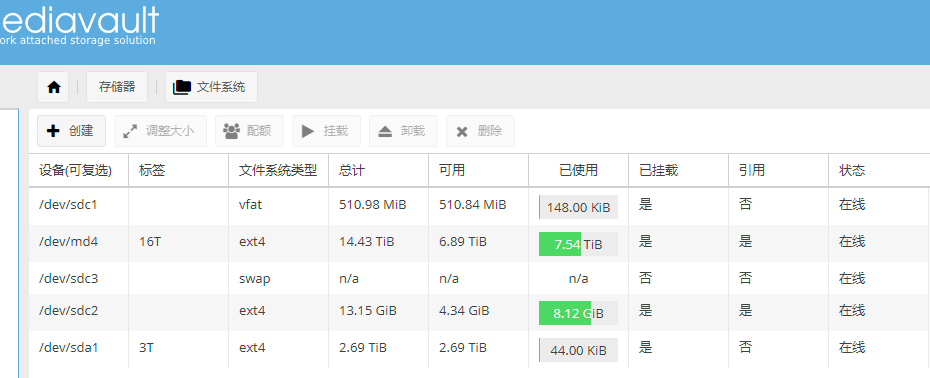 ediavault
ork attached storage solution
存储器 文件系统
创建 调整大小 配额 挂载 卸载 删除
设备(可复选) 标签 文件系统类型 总计 可用 已使用 已挂载 引用 状态
/dev/sdc1 vfat 510.98 MiB 510.84 MiB 148.00 KiB 是 否 在线
/dev/md4 16T ext4 14.43 TiB 6.89 TiB 7.54 TiB 是 是 在线
/dev/sdc3 swap n/a n/a n/a 否 否 在线
/dev/sdc2 ext4 13.15 GiB 4.34 GiB 8.12 GiB 是 是 在线
/dev/sda1 3T ext4 2.69 TiB 2.69 TiB 44.00 KiB 是 否 在线